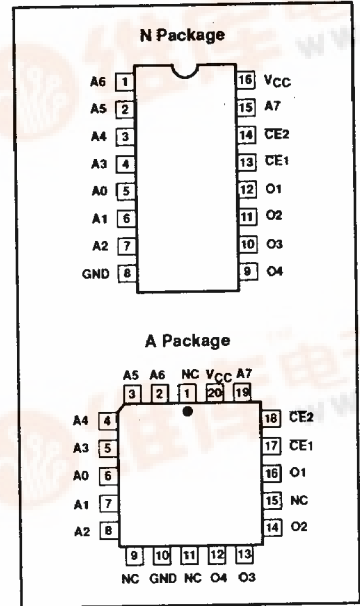 N Package
A6 1 16 VCC
A5 2 15 A7
A4 3 14 CE2
A3 4 13 CE1
A0 5 12 O1
A1 6 11 O2
A2 7 10 O3
GND 8 9 O4
A Package
A5 A6 NC VCC A7
3 2 1 20 19
A4 4 18 CE2
A3 5 17 CE1
A0 6 16 O1
A1 7 15 NC
A2 8 14 O2
9 10 11 12 13
NC GND NC O4 O3